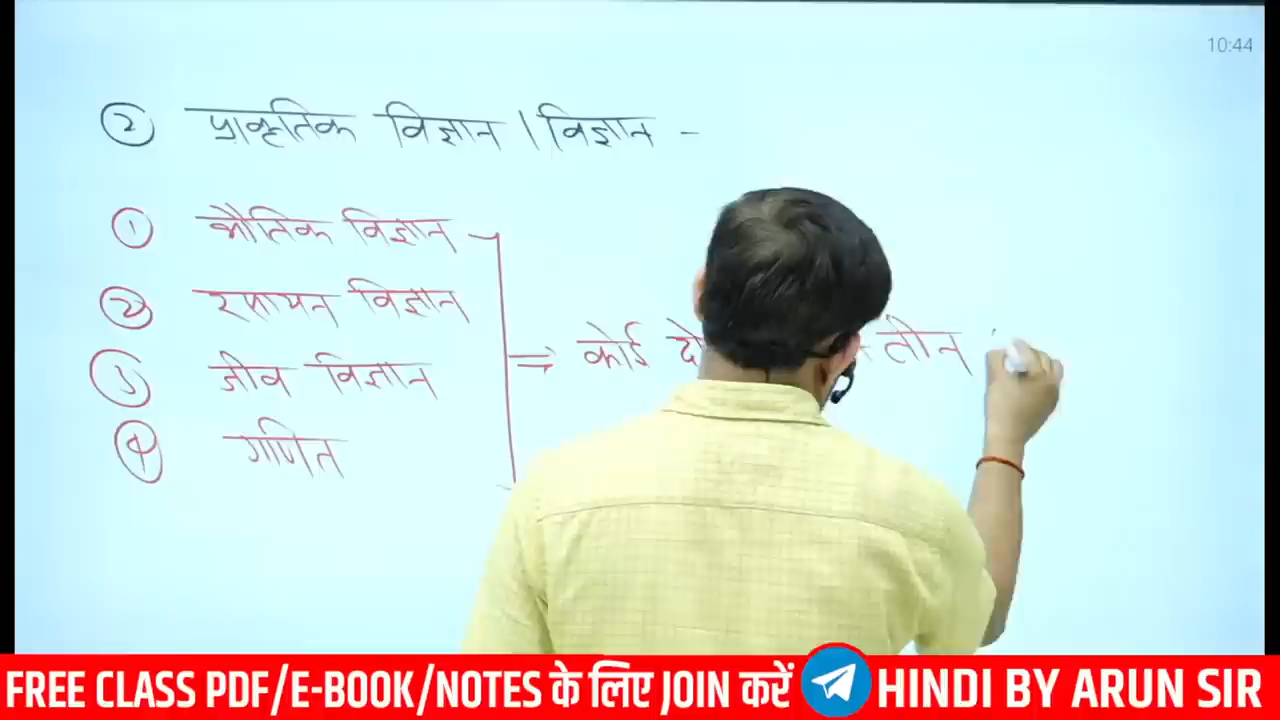 10:44
② प्राकृतिक विज्ञान / विज्ञान -
① भौतिक विज्ञान
② रसायन विज्ञान
③ जीव विज्ञान
④ गणित
⇒ कोई दो तीन
FREE CLASS PDF/E-BOOK/NOTES के लिए JOIN करें HINDI BY ARUN SIR